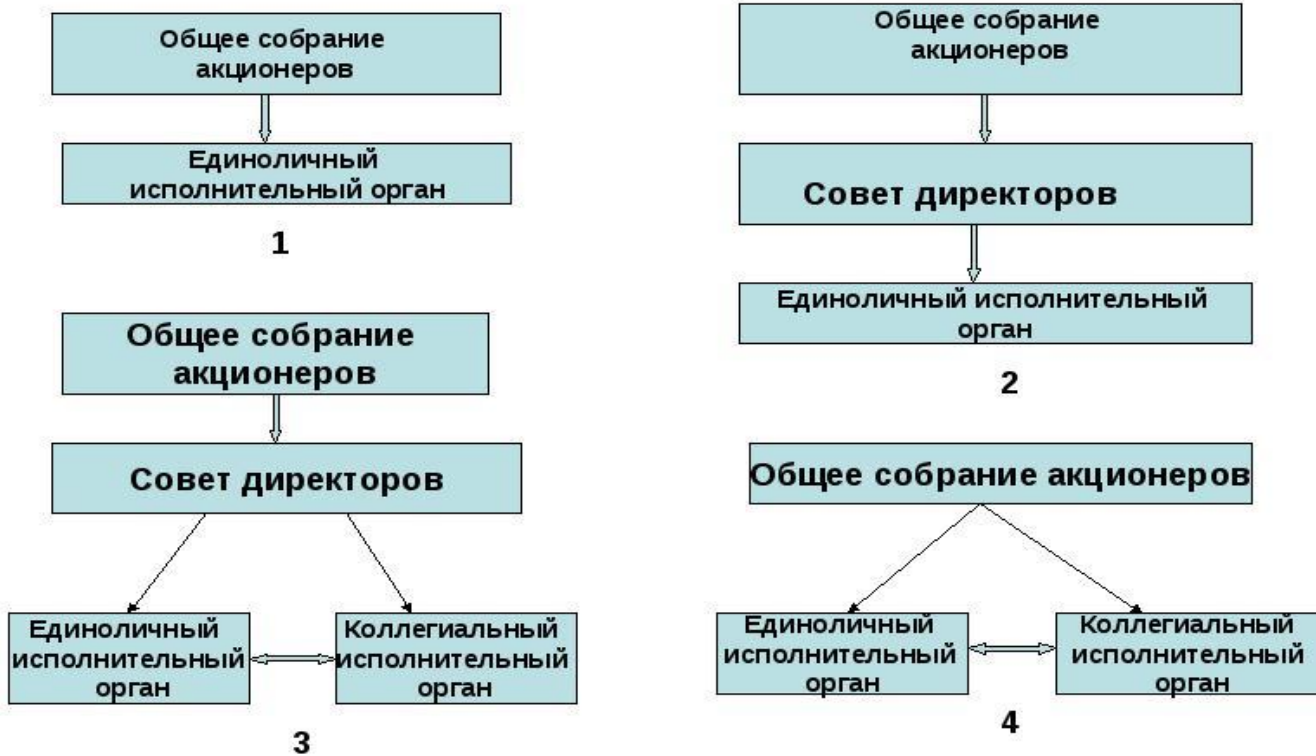 Общее собрание
акционеров
Единоличный
исполнительный орган
1
Общее собрание
акционеров
Совет директоров
Единоличный исполнительный
орган
2
Общее собрание
акционеров
Совет директоров
Единоличный
исполнительный
орган
Коллегиальный
исполнительный
орган
3
Общее собрание акционеров
Единоличный
исполнительный
орган
Коллегиальный
исполнительный
орган
4